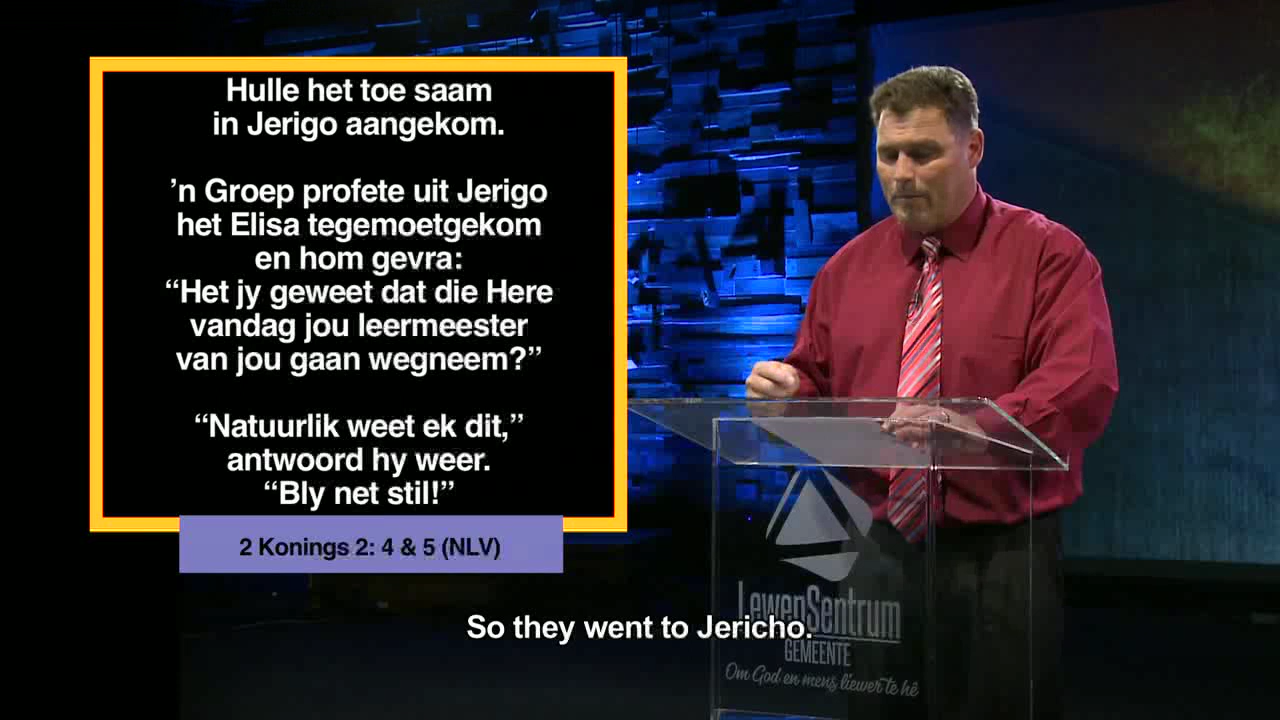 Hulle het toe saam
in Jerigo aangekom.
’n Groep profete uit Jerigo
het Elisa tegemoetgekom
en hom gevra:
“Het jy geweet dat die Here
vandag jou leermeester
van jou gaan wegneem?”
“Natuurlik weet ek dit,”
antwoord hy weer.
“Bly net stil!”
2 Konings 2: 4 & 5 (NLV)
So they went to Jericho.
LewenSentrum
GEMEENTE
Om God en mens liewer te hê